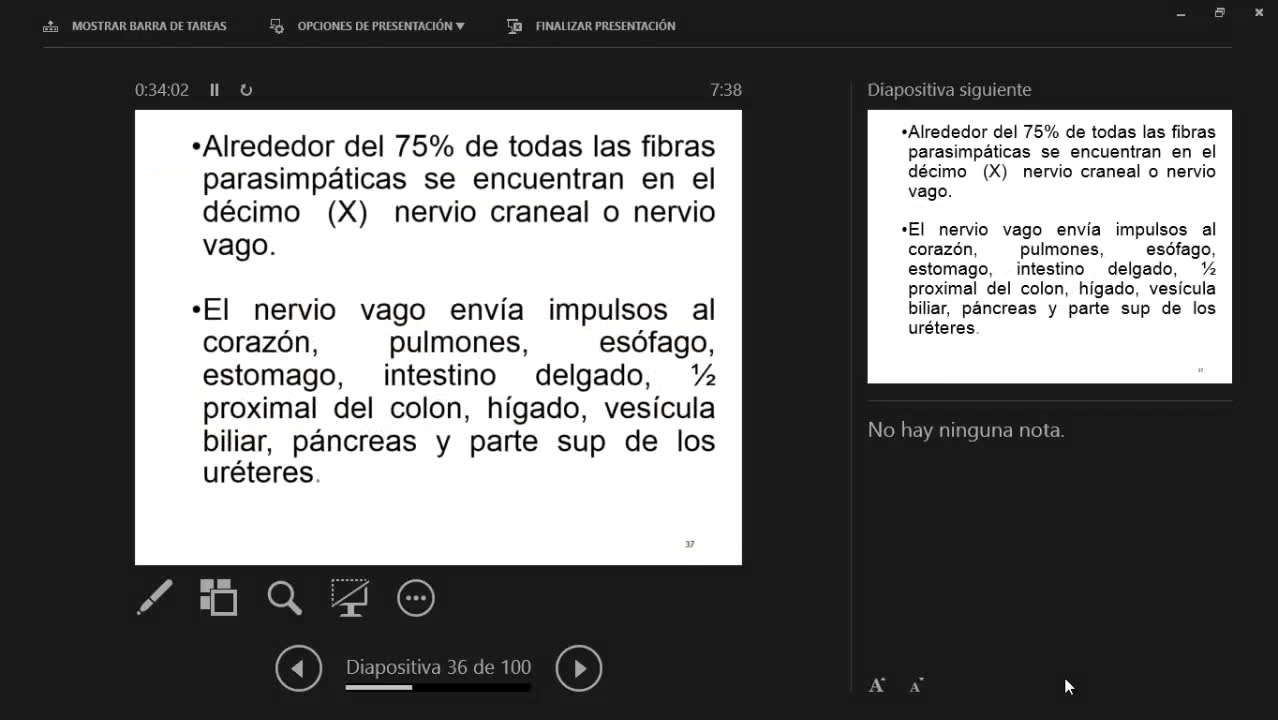 MOSTRAR BARRA DE TAREAS
OPCIONES DE PRESENTACIÓN ▼
FINALIZAR PRESENTACIÓN
0:34:02
7:38
•Alrededor del 75% de todas las fibras
parasimpáticas se encuentran en el
décimo (X) nervio craneal o nervio
vago.
•El nervio vago envía impulsos al
corazón, pulmones, esófago,
estomago, intestino delgado, ½
proximal del colon, hígado, vesícula
biliar, páncreas y parte sup de los
uréteres.
37
Diapositiva 36 de 100
Diapositiva siguiente
•Alrededor del 75% de todas las fibras
parasimpáticas se encuentran en el
décimo (X) nervio craneal o nervio
vago.
•El nervio vago envía impulsos al
corazón, pulmones, esófago,
estomago, intestino delgado, ½
proximal del colon, hígado, vesícula
biliar, páncreas y parte sup de los
uréteres.
No hay ninguna nota.
A A